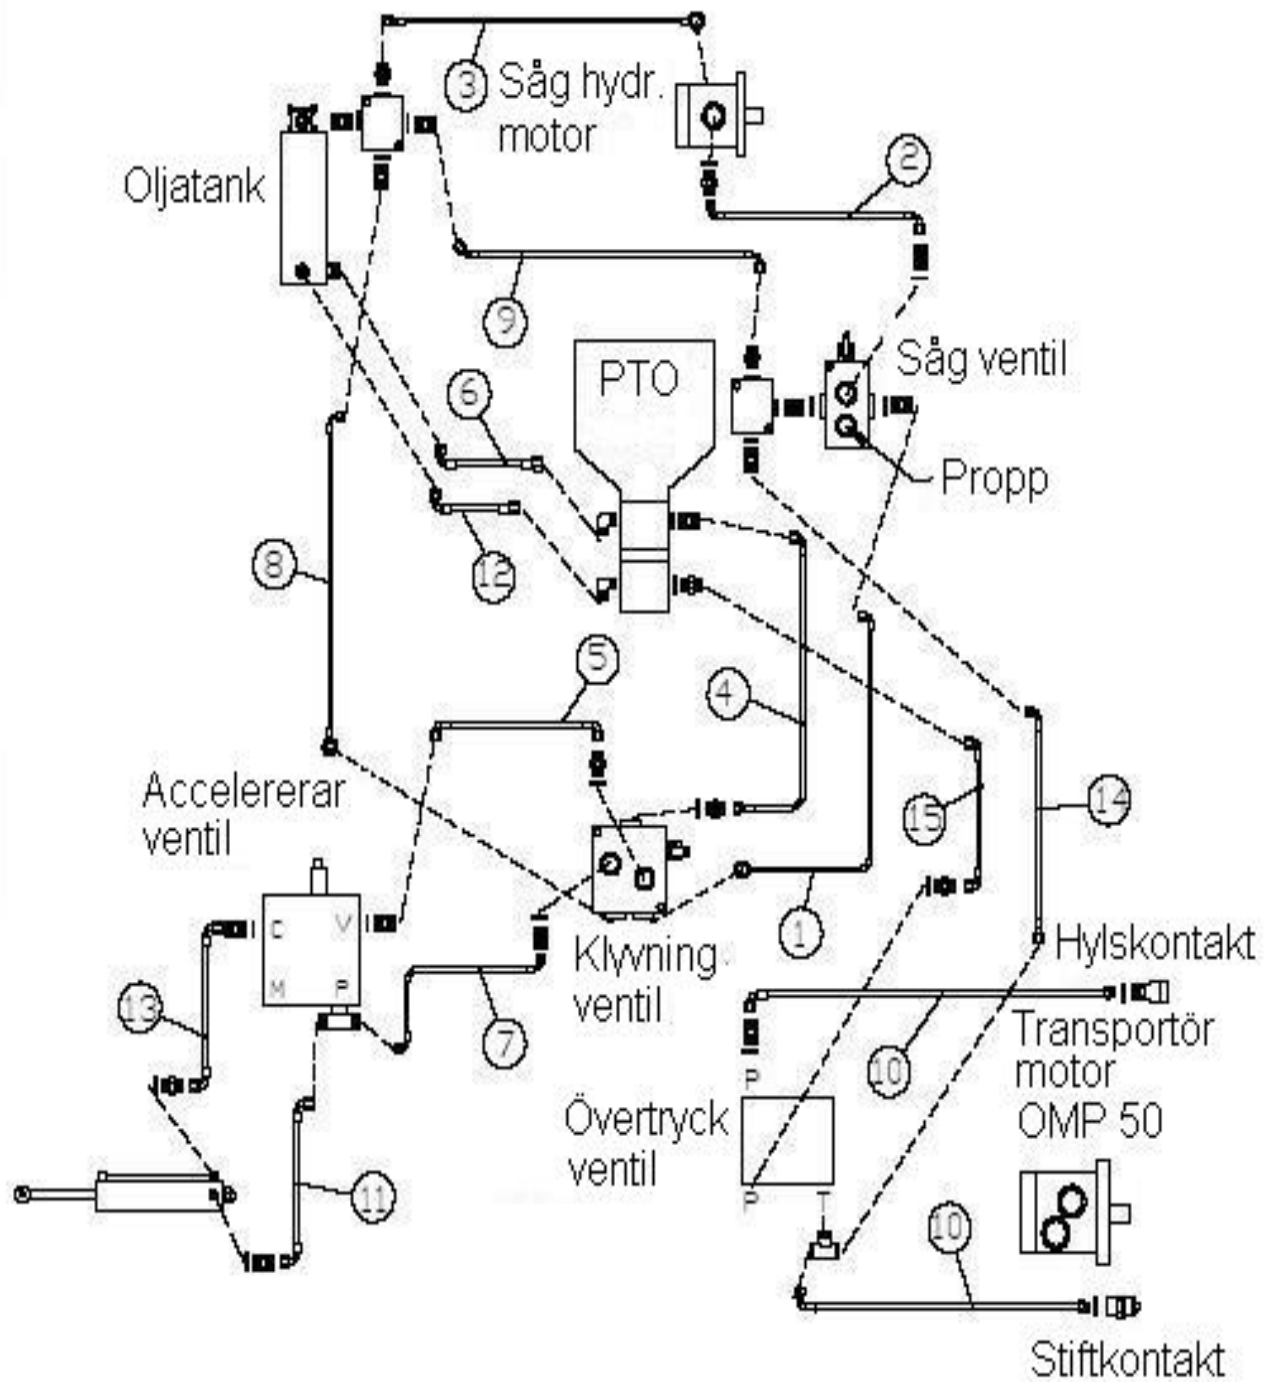 3
Såg hydr.
motor
Oljatank
2
9
PTO
Såg ventil
6
Propp
8
12
5
4
Accelererar
ventil
15
14
C
V
M
P
1
Klyvning
ventil
Hylskontakt
13
7
10
Transportör
motor
OMP 50
P
Övertryck
ventil
P
T
11
10
Stiftkontakt